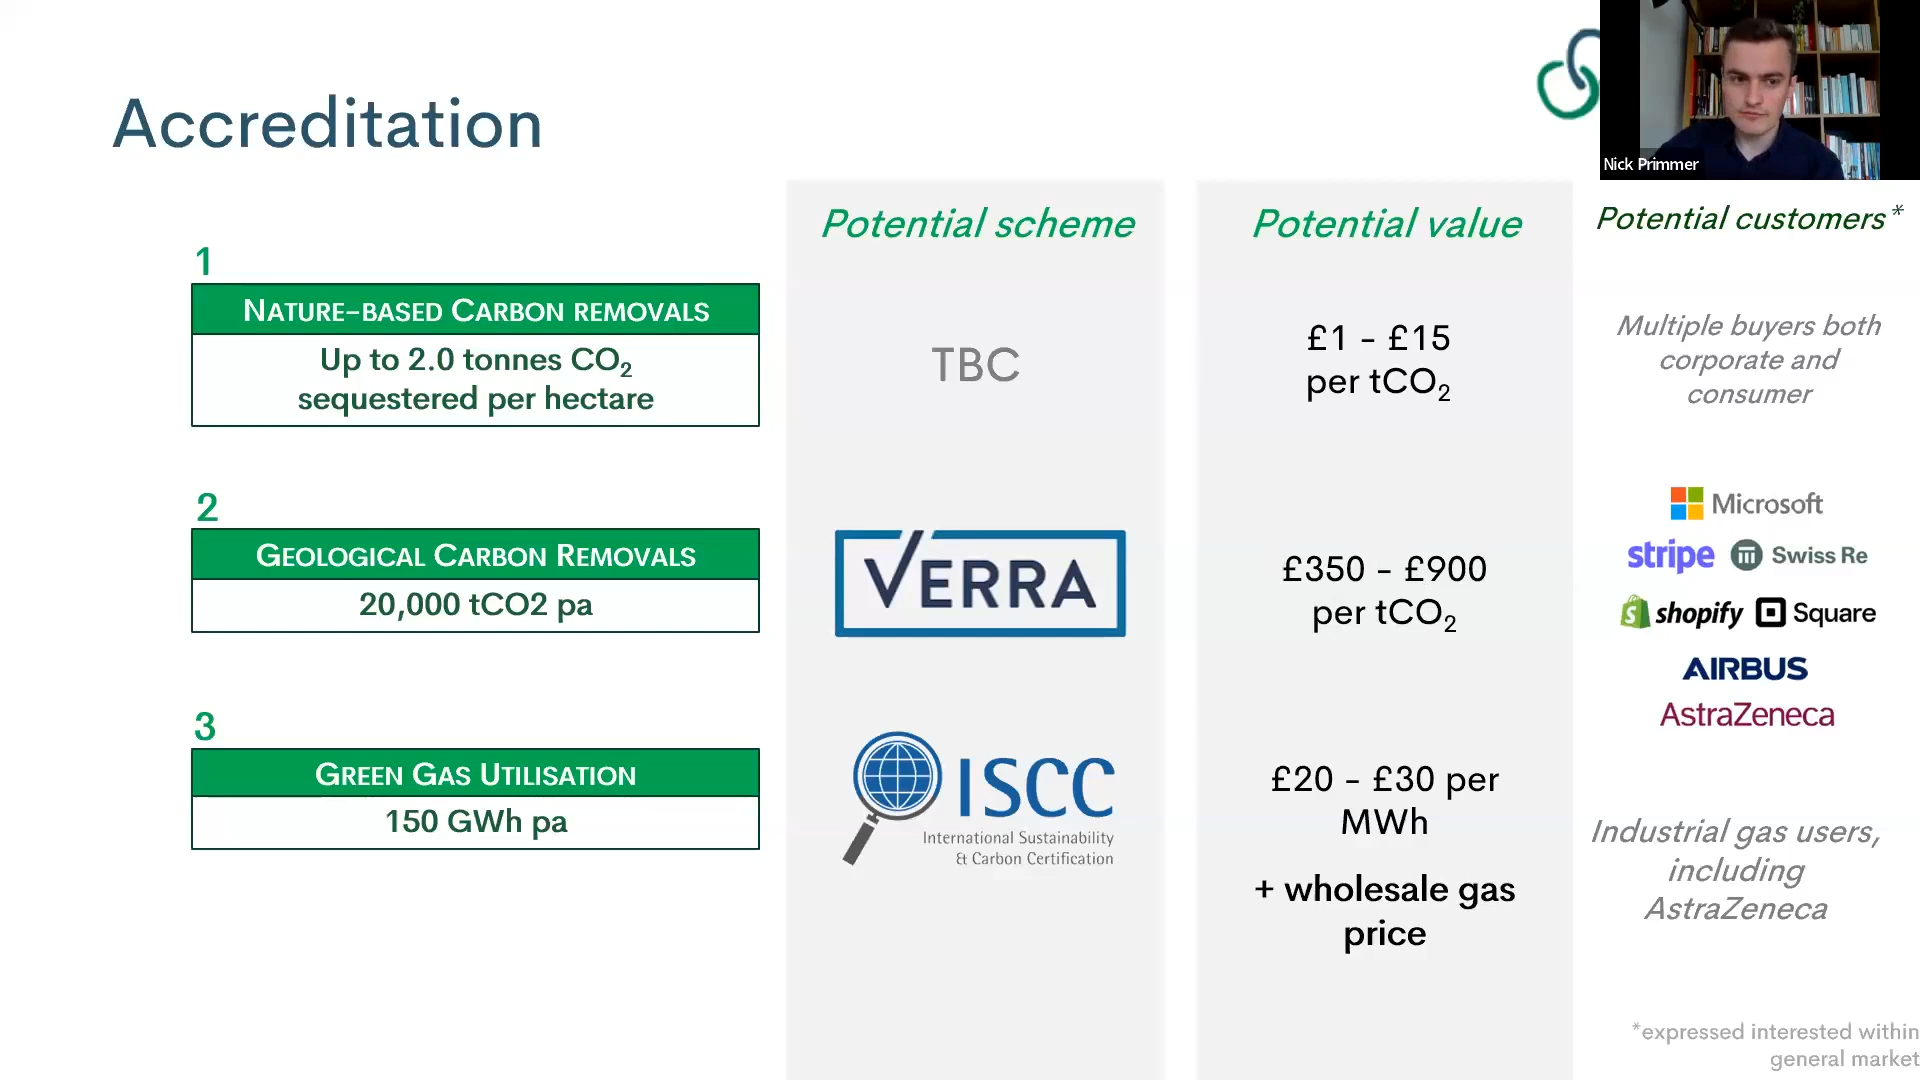 Accreditation
Nick Primmer
Potential scheme
Potential value
Potential customers*
1
NATURE-BASED CARBON REMOVALS
Up to 2.0 tonnes CO₂
sequestered per hectare
TBC
£1 - £15
per tCO₂
Multiple buyers both
corporate and
consumer
2
GEOLOGICAL CARBON REMOVALS
20,000 tCO2 pa
VERRA
£350 - £900
per tCO₂
Microsoft
stripe
Swiss Re
shopify
Square
AIRBUS
AstraZeneca
3
GREEN GAS UTILISATION
150 GWh pa
ISCC
International Sustainability
& Carbon Certification
£20 - £30 per
MWh
+ wholesale gas
price
Industrial gas users,
including
AstraZeneca
*expressed interested within
general market